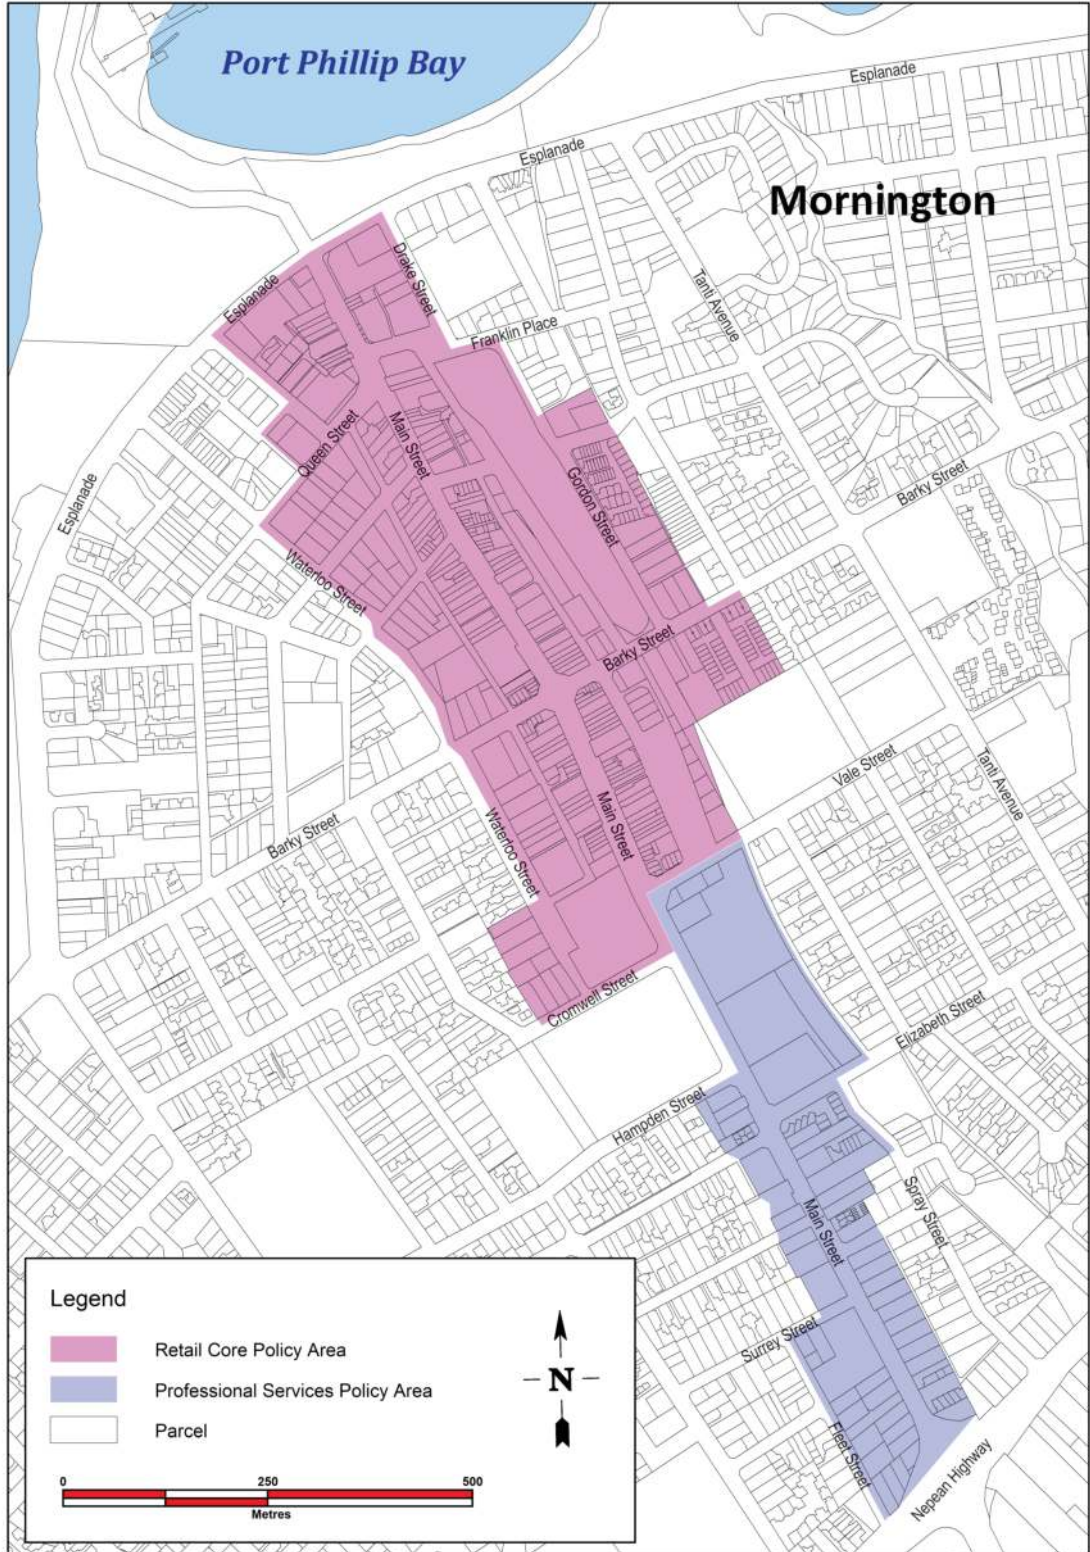 Port Phillip Bay
Esplanade
Esplanade
Mornington
Drake Street
Esplanade
Tanti Avenue
Franklin Place
Queen Street
Main Street
Gordon Street
Barky Street
Esplanade
Waterloo Street
Barky Street
Vale Street
Tanti Avenue
Main Street
Waterloo Street
Barky Street
Cromwell Street
Elizabeth Street
Hampden Street
Spray Street
Main Street
Surrey Street
Fleet Street
Nepean Highway
Legend
Retail Core Policy Area
Professional Services Policy Area
Parcel
N
0 250 500
Metres